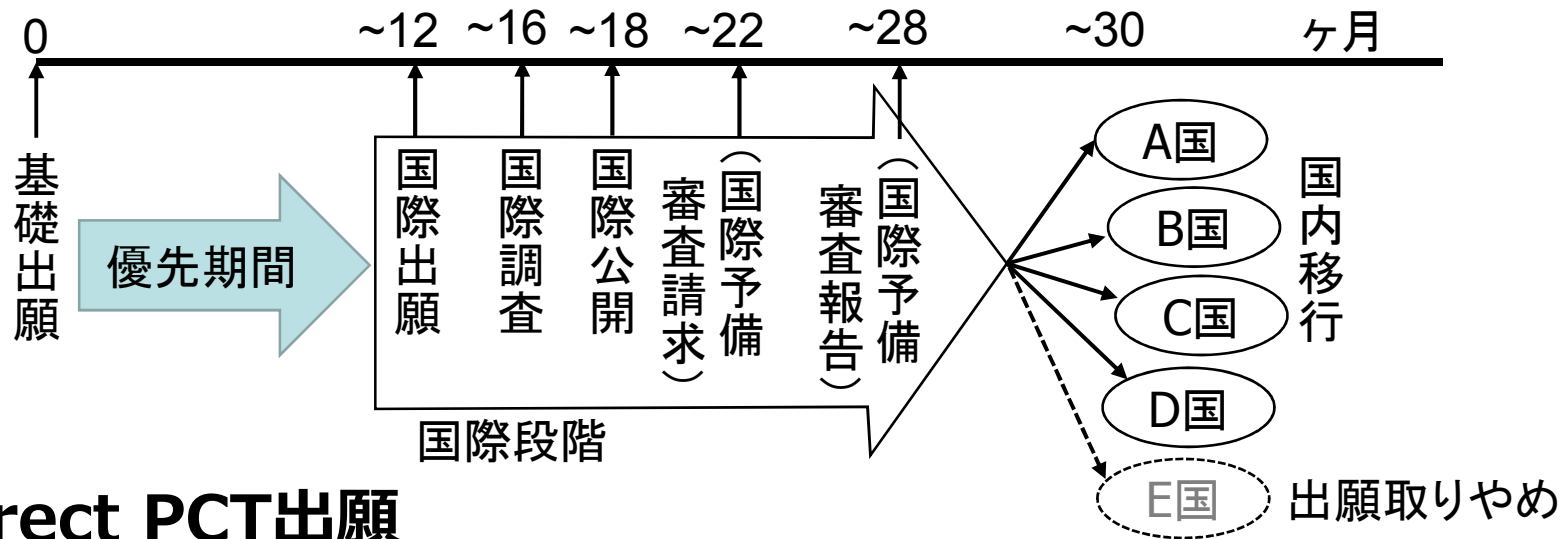 0
~12
~16
~18
~22
~28
~30
ヶ月
基礎出願
優先期間
国際出願
国際調査
国際公開
(国際予備
審査請求)
(国際予備
審査報告)
国際段階
A国
B国
C国
D国
E国
国内移行
出願取りやめ
rect PCT出願